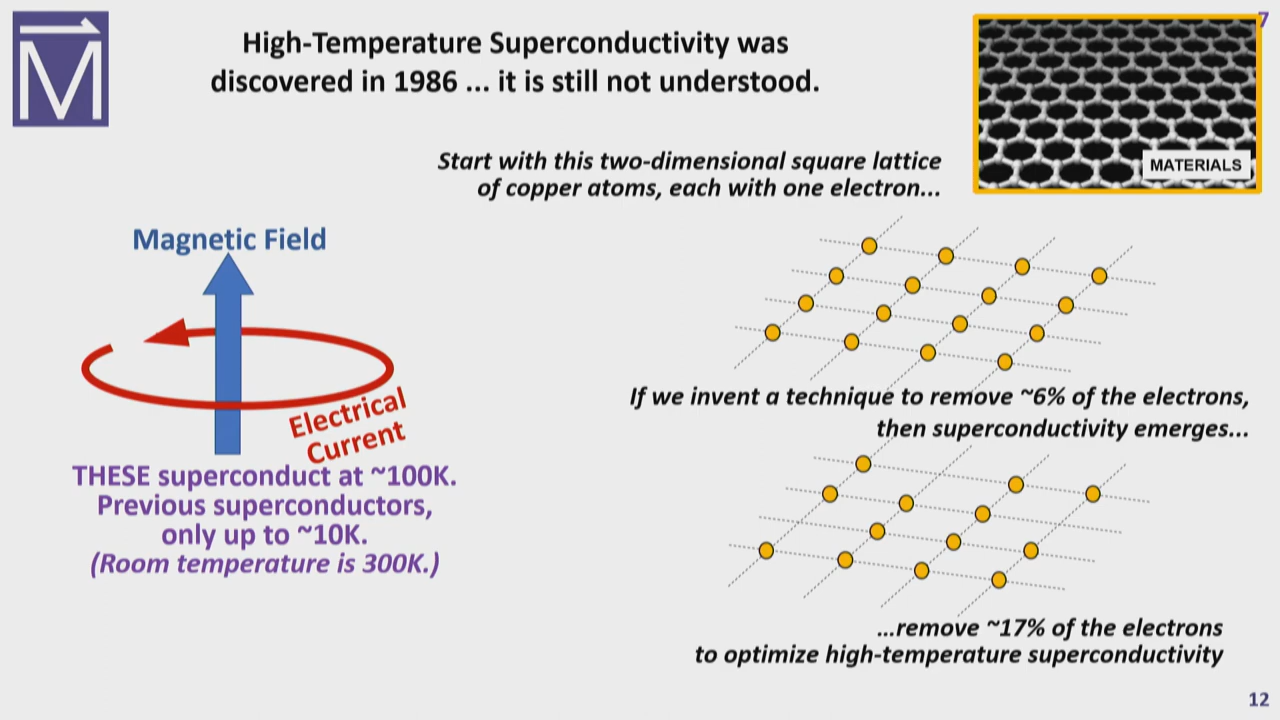 M
High-Temperature Superconductivity was
discovered in 1986 ... it is still not understood.
7
MATERIALS
Start with this two-dimensional square lattice
of copper atoms, each with one electron...
Magnetic Field
Electrical
Current
THESE superconduct at ~100K.
Previous superconductors,
only up to ~10K.
(Room temperature is 300K.)
If we invent a technique to remove ~6% of the electrons,
then superconductivity emerges...
...remove ~17% of the electrons
to optimize high-temperature superconductivity
12